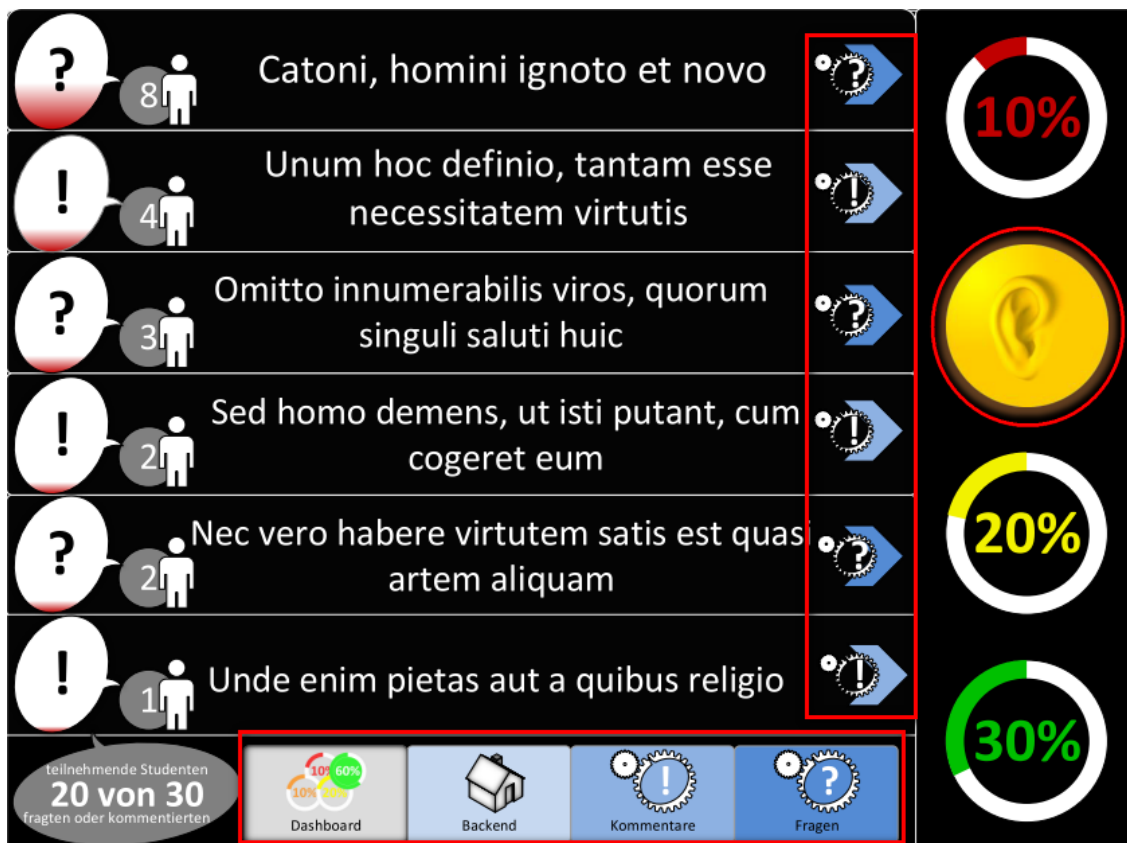 ?
8
Catoni, homini ignoto et novo
?
10%
!
4
Unum hoc definio, tantam esse
necessitatem virtutis
!
?
3
Omitto innumerabilis viros, quorum
singuli saluti huic
?
!
2
Sed homo demens, ut isti putant, cum
cogeret eum
!
?
2
Nec vero habere virtutem satis est quasi
artem aliquam
?
20%
!
1
Unde enim pietas aut a quibus religio
!
30%
teilnehmende Studenten
20 von 30
fragten oder kommentierten
10%
60%
10%
20%
Dashboard
Backend
!
Kommentare
?
Fragen